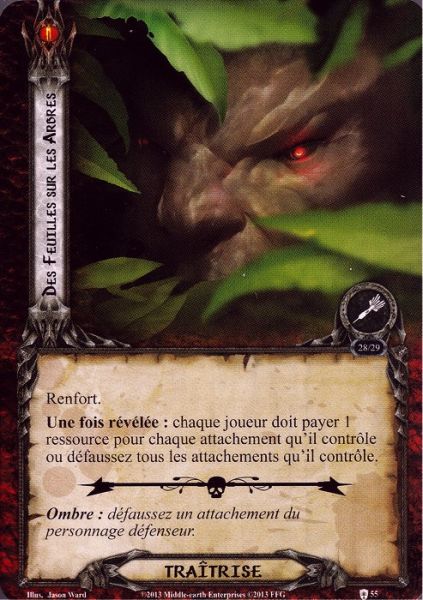 DES FEUILLES SUR LES ARBRES
28/29
Renfort.
Une fois révélée : chaque joueur doit payer 1
ressource pour chaque attachement qu'il contrôle
ou défaussez tous les attachements qu'il contrôle.
Ombre : défaussez un attachement du
personnage défenseur.
TRAÎTRISE
Illus, Jason Ward
©2013 Middle-earth Enterprises ©2013 FFG
55